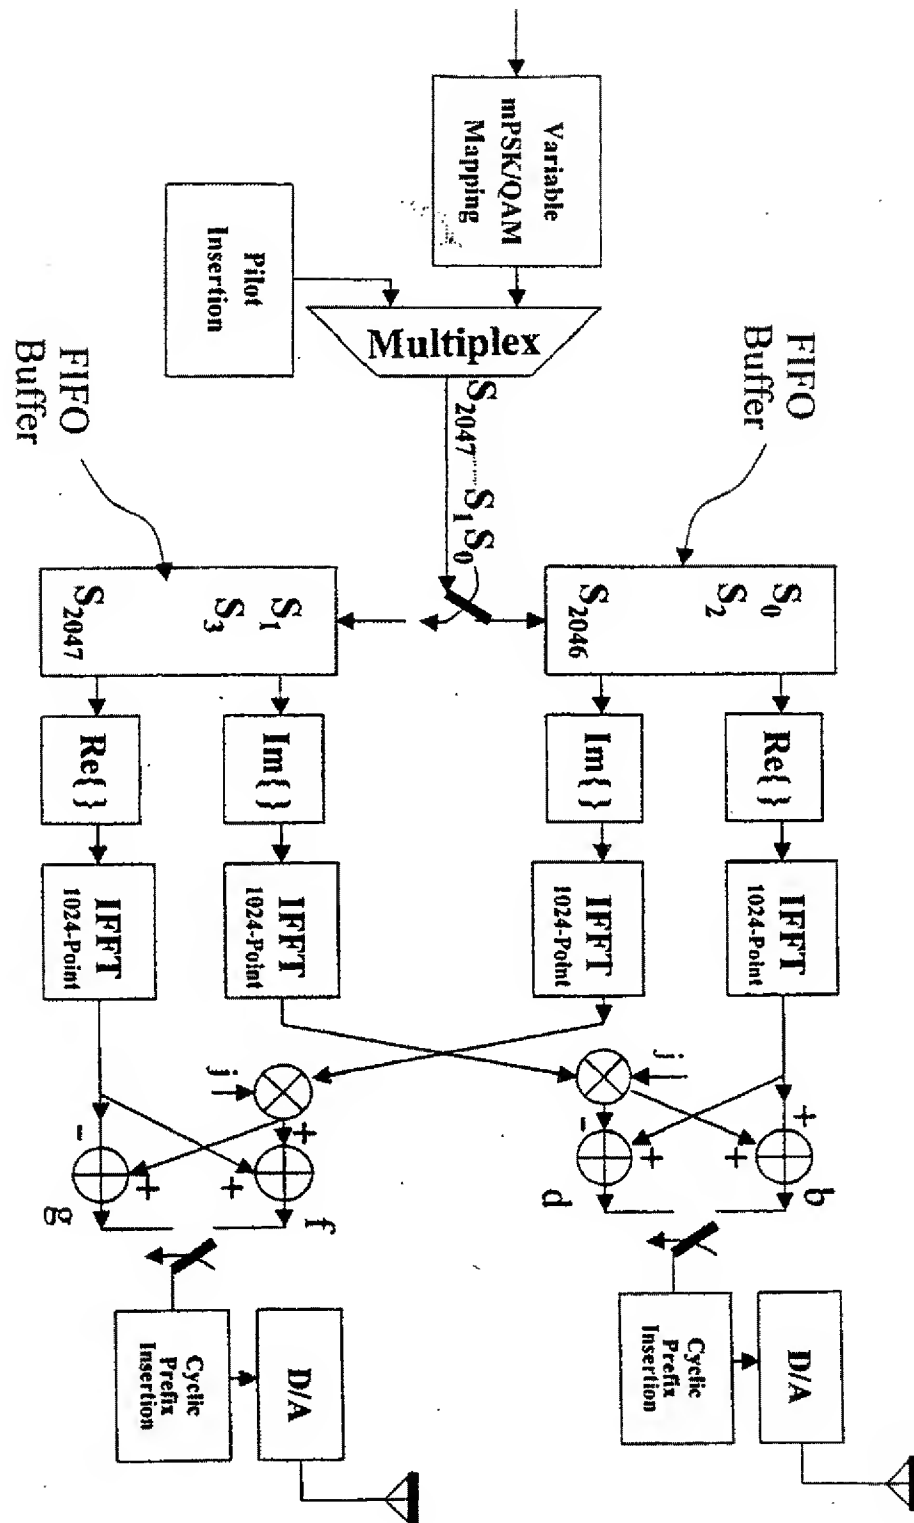 Variable
mPSK/QAM
Mapping
Pilot
Insertion
Multiplex
S2047 ...... S1 S0
FIFO
Buffer
FIFO
Buffer
S0
S2
S2046
S1
S3
S2047
Re{ }
Im{ }
Im{ }
Re{ }
IFFT
1024-Point
IFFT
1024-Point
IFFT
1024-Point
IFFT
1024-Point
j
j
+
+
-
+
b
d
+
+
-
+
f
g
Cyclic
Prefix
Insertion
D/A
Cyclic
Prefix
Insertion
D/A